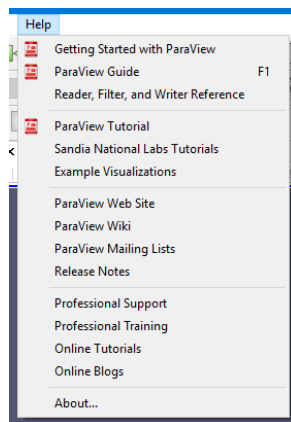 Help
Getting Started with ParaView
ParaView Guide F1
Reader, Filter, and Writer Reference
ParaView Tutorial
Sandia National Labs Tutorials
Example Visualizations
ParaView Web Site
ParaView Wiki
ParaView Mailing Lists
Release Notes
Professional Support
Professional Training
Online Tutorials
Online Blogs
About...